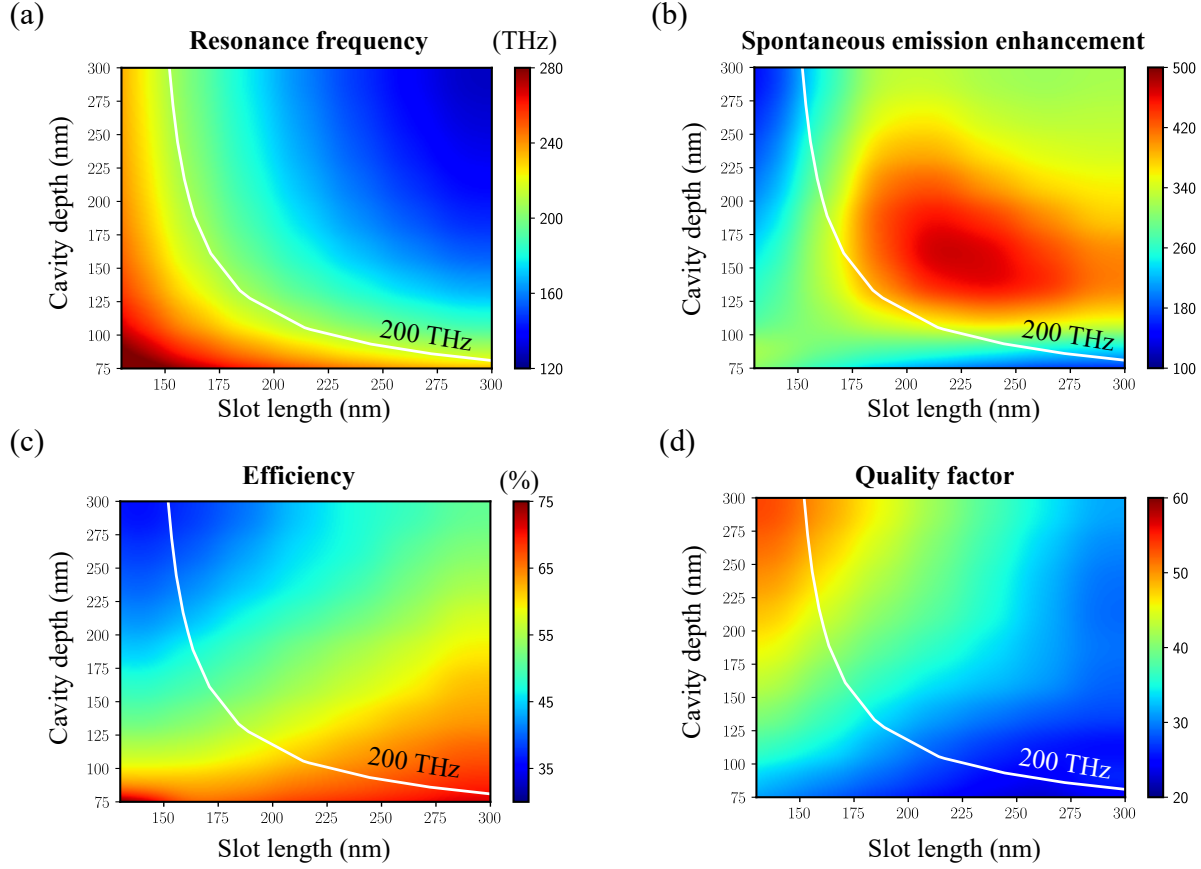 (a)
Resonance frequency (THz)
Cavity depth (nm)
300
275
250
225
200
175
150
125
100
75
200 THz
150 175 200 225 250 275 300
Slot length (nm)
280
240
200
160
120
(b)
Spontaneous emission enhancement
Cavity depth (nm)
300
275
250
225
200
175
150
125
100
75
200 THz
150 175 200 225 250 275 300
Slot length (nm)
500
420
340
260
180
100
(c)
Efficiency (%)
Cavity depth (nm)
300
275
250
225
200
175
150
125
100
75
200 THz
150 175 200 225 250 275 300
Slot length (nm)
75
65
55
45
35
(d)
Quality factor
Cavity depth (nm)
300
275
250
225
200
175
150
125
100
75
200 THz
150 175 200 225 250 275 300
Slot length (nm)
60
50
40
30
20